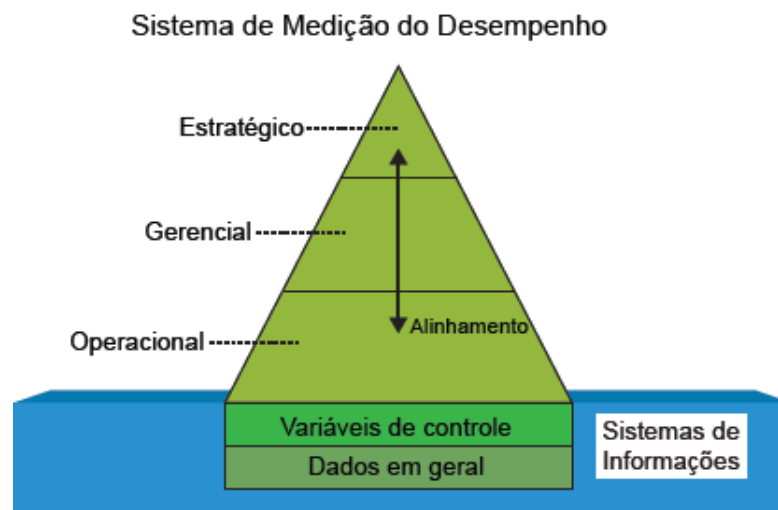 Sistema de Medição do Desempenho
Estratégico
Gerencial
Operacional
Alinhamento
Variáveis de controle
Dados em geral
Sistemas de
Informações